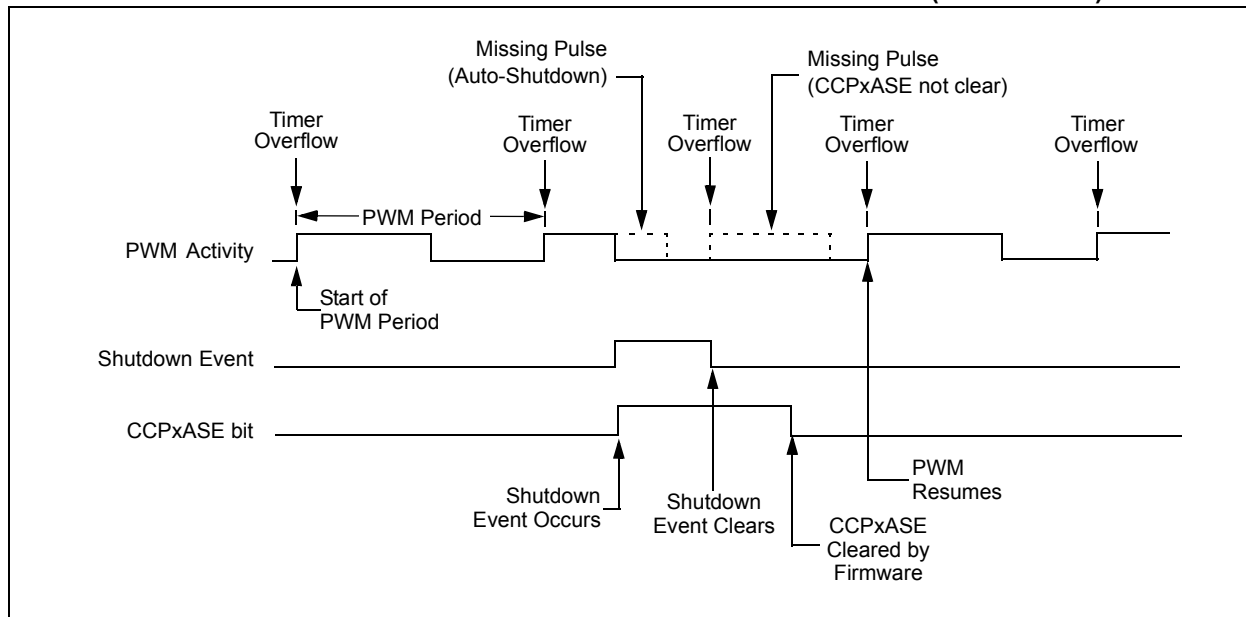 Missing Pulse
(Auto-Shutdown)
Missing Pulse
(CCPxASE not clear)
Timer
Overflow
Timer
Overflow
Timer
Overflow
Timer
Overflow
Timer
Overflow
PWM Period
PWM Activity
Start of
PWM Period
Shutdown Event
CCPxASE bit
Shutdown
Event Occurs
Shutdown
Event Clears
PWM
Resumes
CCPxASE
Cleared by
Firmware